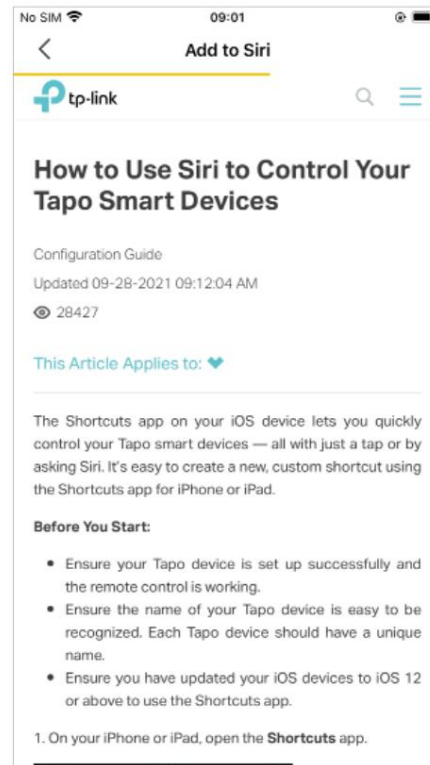 No SIM 09:01
Add to Siri
tp-link
How to Use Siri to Control Your
Tapo Smart Devices
Configuration Guide
Updated 09-28-2021 09:12:04 AM
28427
This Article Applies to:
The Shortcuts app on your iOS device lets you quickly
control your Tapo smart devices — all with just a tap or by
asking Siri. It's easy to create a new, custom shortcut using
the Shortcuts app for iPhone or iPad.
Before You Start:
• Ensure your Tapo device is set up successfully and
the remote control is working.
• Ensure the name of your Tapo device is easy to be
recognized. Each Tapo device should have a unique
name.
• Ensure you have updated your iOS devices to iOS 12
or above to use the Shortcuts app.
1. On your iPhone or iPad, open the Shortcuts app.